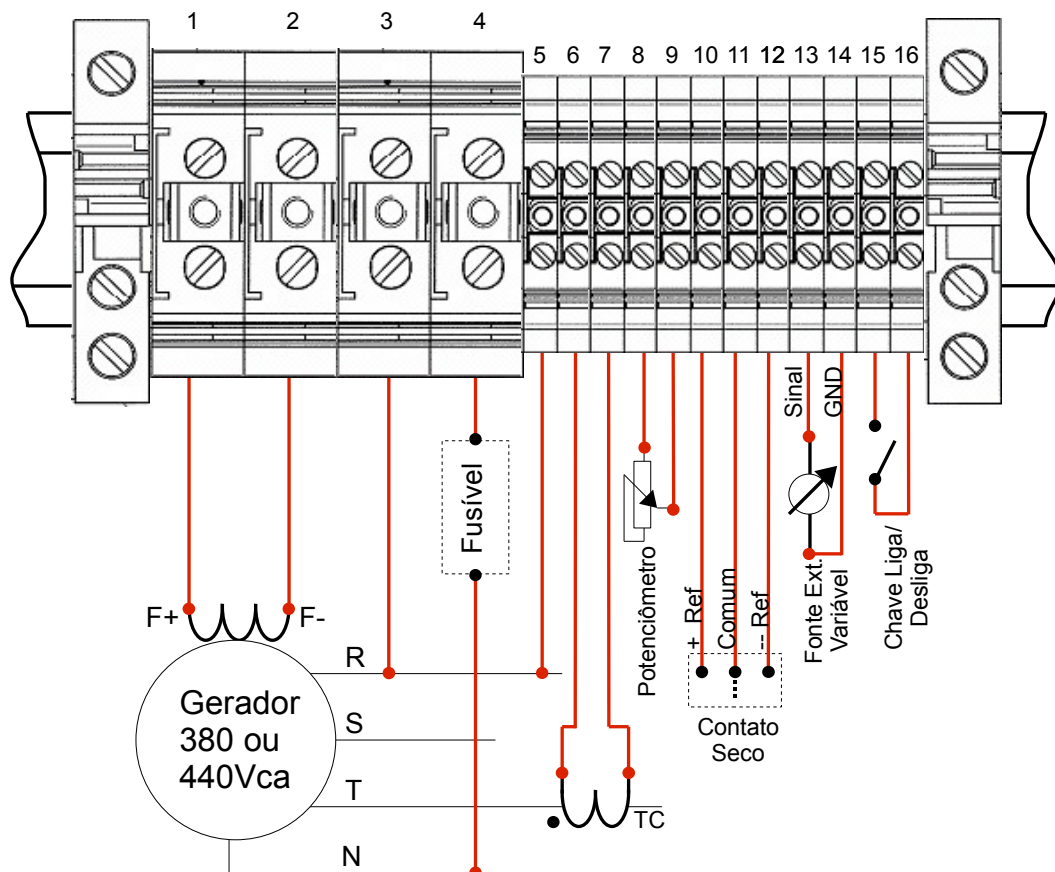 1 2 3 4
5 6 7 8 9 10 11 12 13 14 15 16
Sinal
GND
Fusível
F+
F-
Potenciômetro
+ Ref
Comum
-- Ref
Fonte Ext.
Variável
Chave Liga/
Desliga
R
Gerador
380 ou
440Vca
S
T
N
Contato
Seco
TC